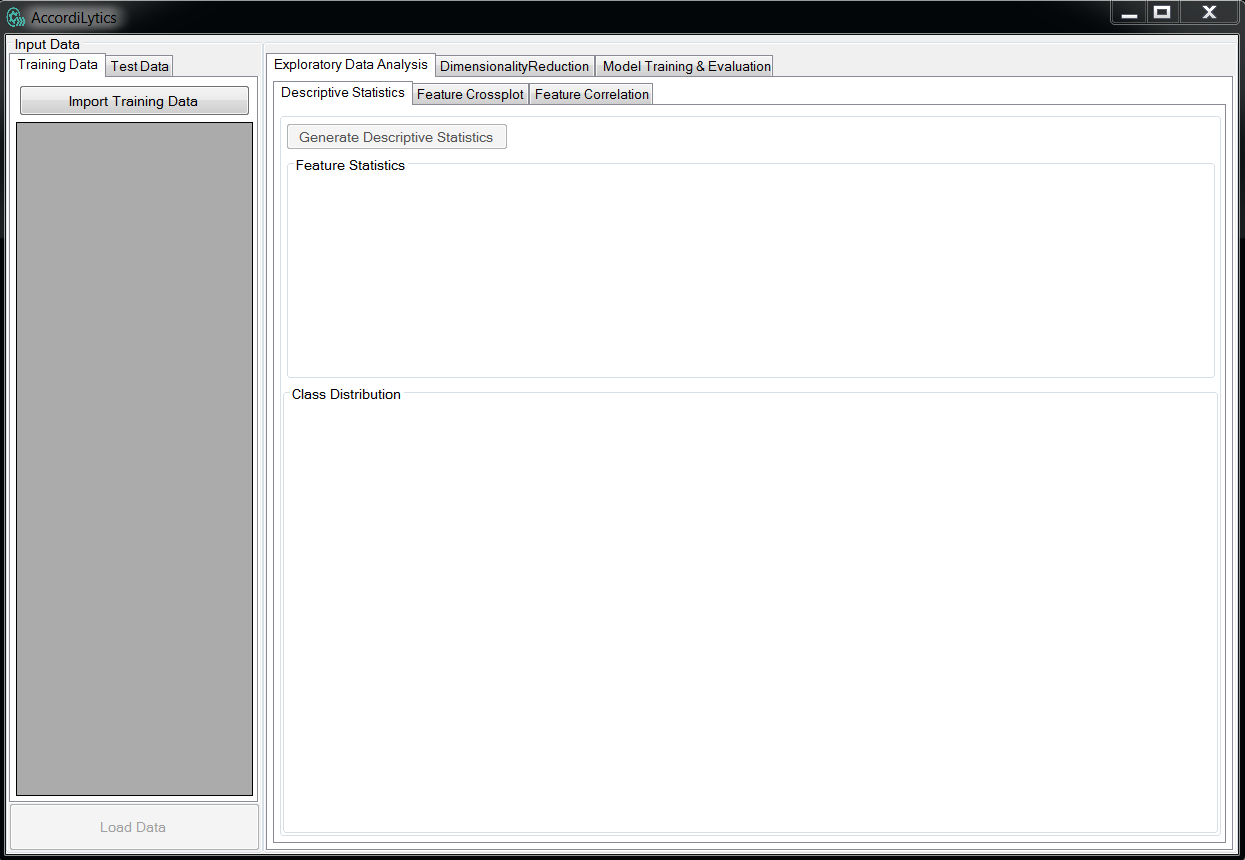 AccordiLytics
Input Data
Training Data Test Data
Import Training Data
Load Data
Exploratory Data Analysis DimensionalityReduction Model Training & Evaluation
Descriptive Statistics Feature Crossplot Feature Correlation
Generate Descriptive Statistics
Feature Statistics
Class Distribution